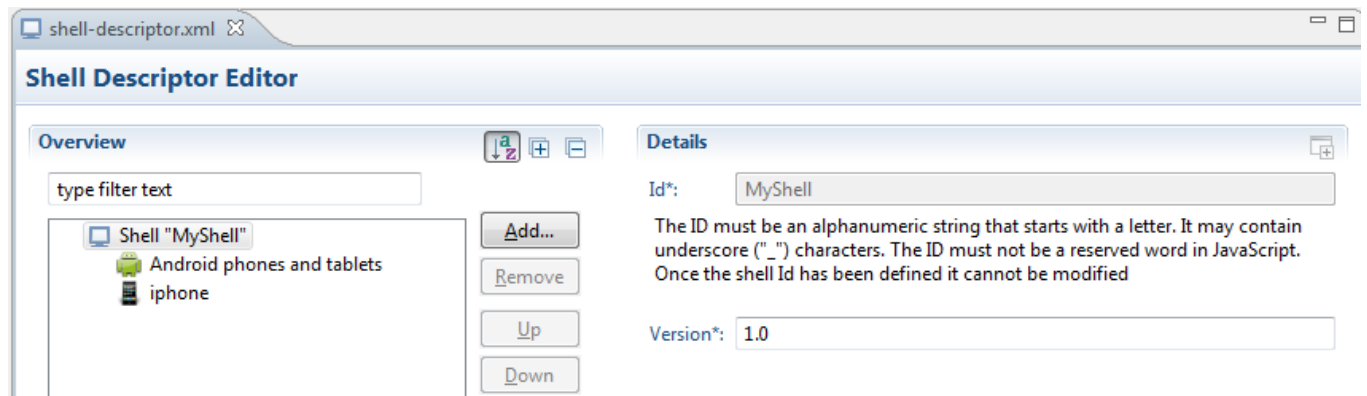 shell-descriptor.xml
Shell Descriptor Editor
Overview
type filter text
Shell "MyShell"
Android phones and tablets
iphone
Add...
Remove
Up
Down
Details
Id*: MyShell
The ID must be an alphanumeric string that starts with a letter. It may contain
underscore ("_") characters. The ID must not be a reserved word in JavaScript.
Once the shell Id has been defined it cannot be modified
Version*: 1.0